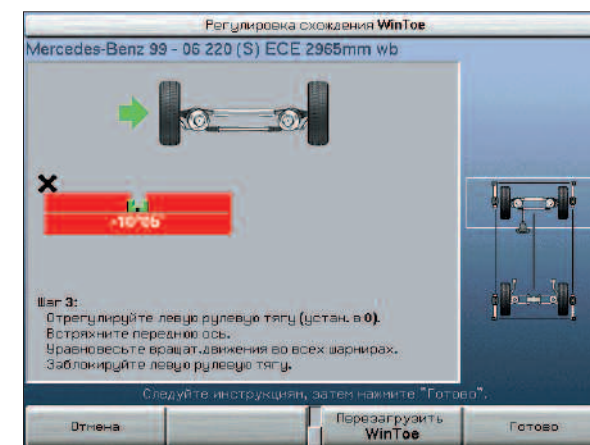 Регулировка схождения WinToe
Mercedes-Benz 99 - 06 220 (S) ECE 2965mm wb
-10°06'
Шаг 3:
Отрегулируйте левую рулевую тягу (устан. в 0).
Встряхните переднюю ось.
Уравновесьте вращат.движения во всех шарнирах.
Заблокируйте левую рулевую тягу.
Следуйте инструкциям, затем нажмите "Готово".
Отмена
Перезагрузить
WinToe
Готово